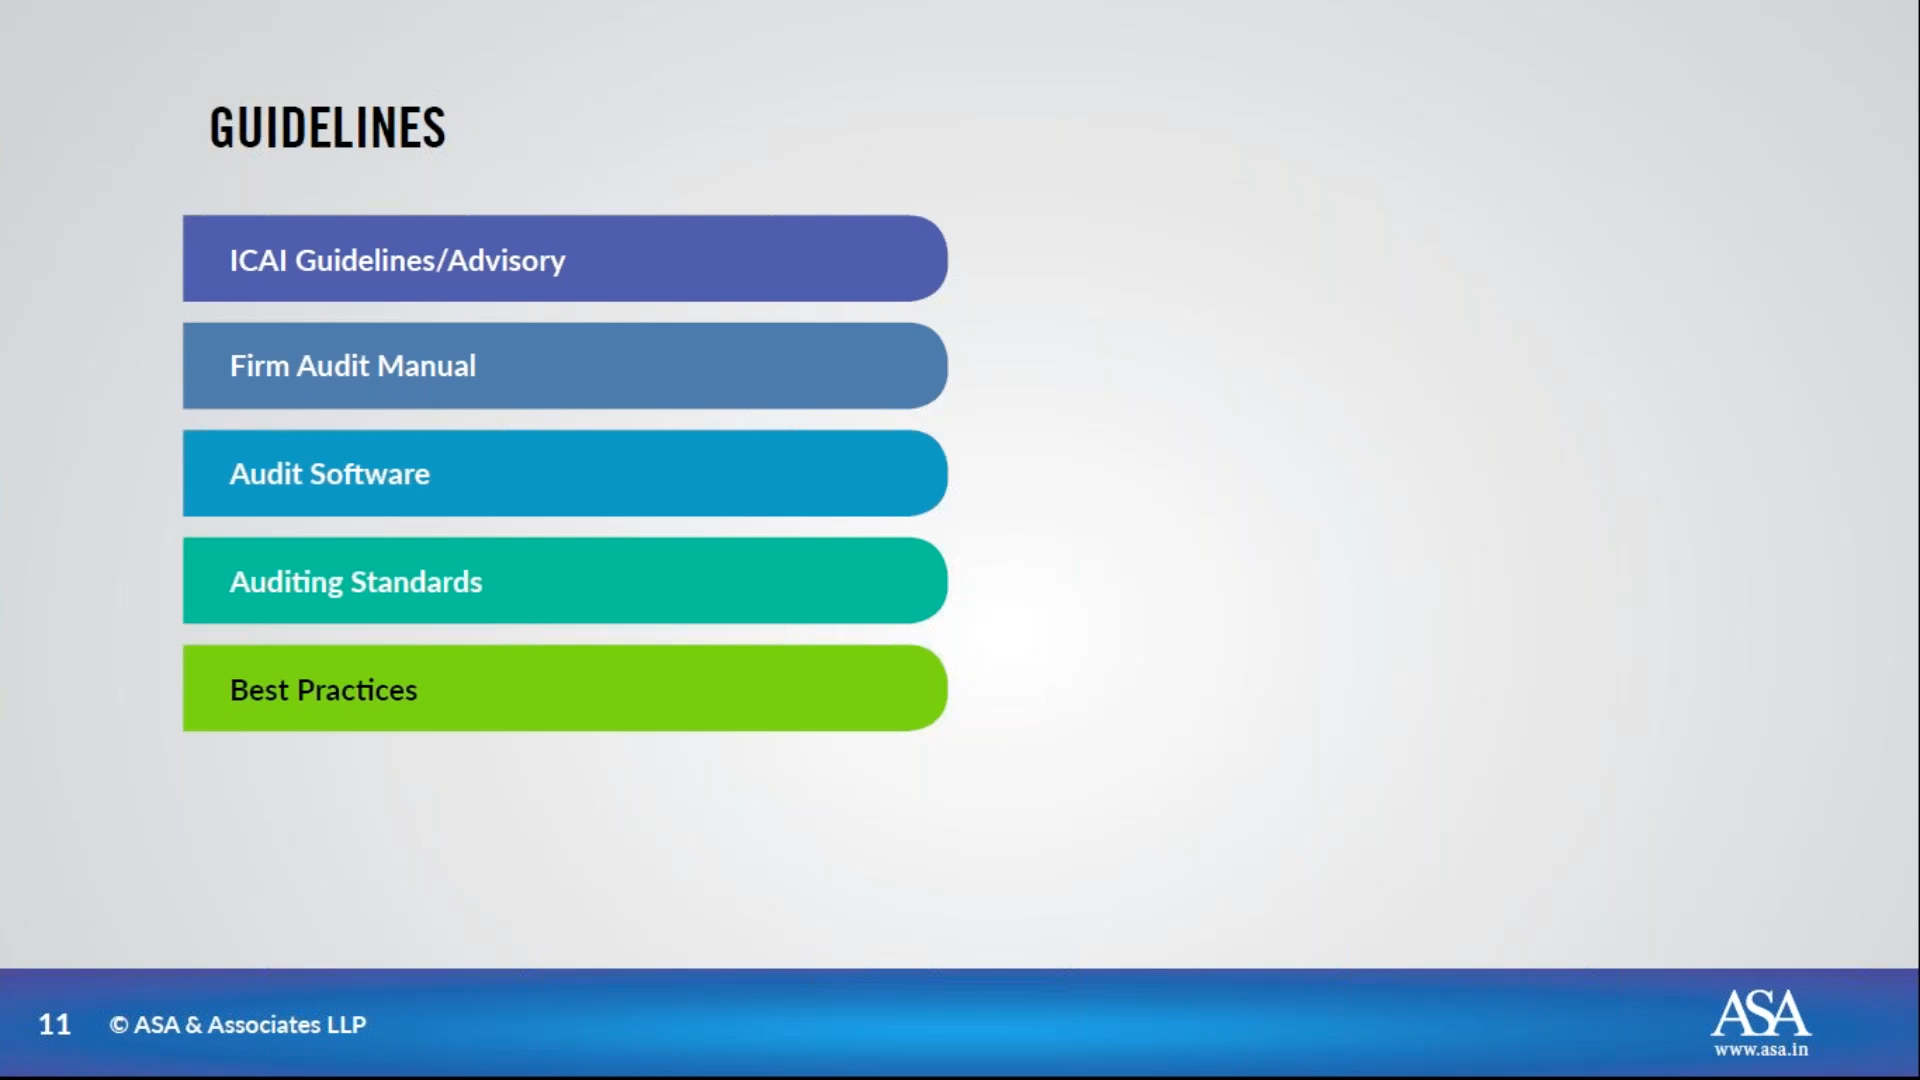 GUIDELINES
ICAI Guidelines/Advisory
Firm Audit Manual
Audit Software
Auditing Standards
Best Practices
11 © ASA & Associates LLP
ASA
www.asa.in